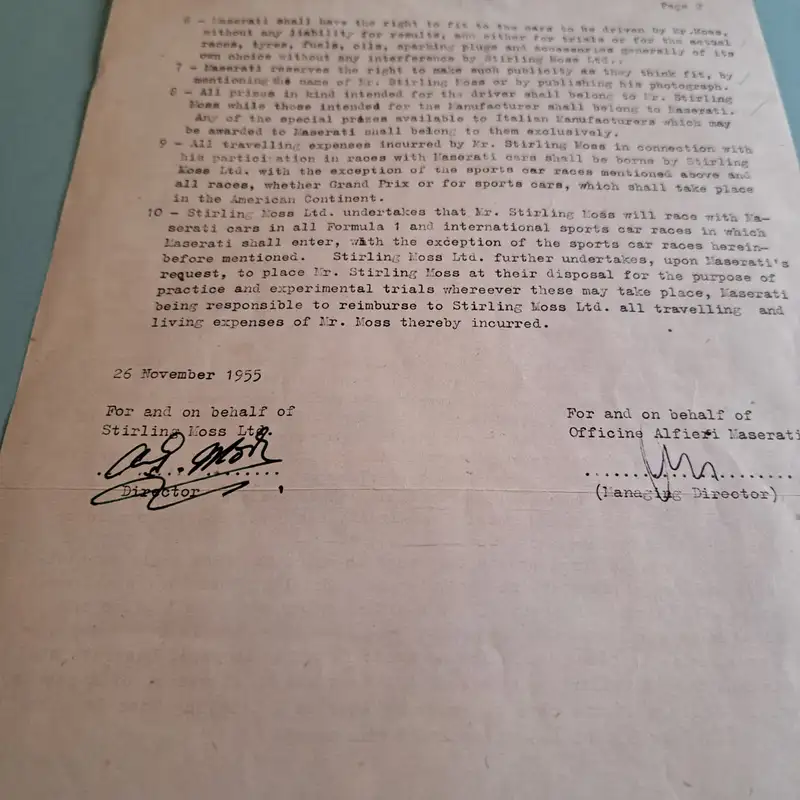 Page 2
6 - Maserati shall have the right to fit to the cars to be driven by Mr. Moss,
without any liability for results, and either for trials or for the actual
races, tyres, fuels, oils, sparking plugs and accessories generally of its
own choice without any interference by Stirling Moss Ltd..
7 - Maserati reserves the right to make such publicity as they think fit, by
mentioning the name of Mr. Stirling Moss or by publishing his photograph.
8 - All prizes in kind intended for the driver shall belong to Mr. Stirling
Moss while those intended for the Manufacturer shall belong to Maserati.
Any of the special prazes available to Italian Manufacturers which may
be awarded to Maserati shall belong to them exclusively.
9 - All travelling expenses incurred by Mr. Stirling Moss in connection with
his participation in races with Maserati cars shall be borne by Stirling
Moss Ltd. with the exception of the sports car races mentioned above and
all races, whether Grand Prix or for sports cars, which shall take place
in the American Continent.
10 - Stirling Moss Ltd. undertakes that Mr. Stirling Moss will race with Ma-
serati cars in all Formula 1 and international sports car races in which
Maserati shall enter, with the exception of the sports car races herein-
before mentioned. Stirling Moss Ltd. further undertakes, upon Maserati's
request, to place Mr. Stirling Moss at their disposal for the purpose of
practice and experimental trials whereever these may take place, Maserati
being responsible to reimburse to Stirling Moss Ltd. all travelling and
living expenses of Mr. Moss thereby incurred.
26 November 1955
For and on behalf of
Stirling Moss Ltd.
A.E. Moss
Director
For and on behalf of
Officine Alfieri Maserati
(Managing Director)